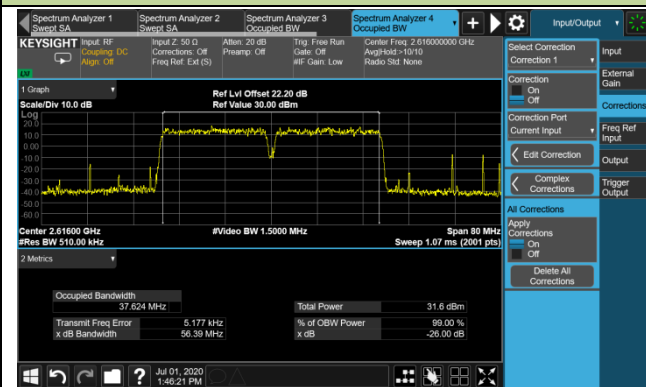 Spectrum Analyzer 1
Swept SA
Spectrum Analyzer 2
Swept SA
Spectrum Analyzer 3
Occupied BW
Spectrum Analyzer 4
Occupied BW
Input/Output
KEYSIGHT
Input: RF
Coupling: DC
Align: Off
Input Z: 50 Ω
Corrections: Off
Freq Ref: Ext (S)
Atten: 20 dB
Preamp: Off
Trig: Free Run
Gate: Off
#IF Gain: Low
Center Freq: 2.616000000 GHz
Avg|Hold:>10/10
Radio Std: None
1 Graph
Scale/Div 10.0 dB
Ref Lvl Offset 22.20 dB
Ref Value 30.00 dBm
Log
20.0
10.0
0.00
-10.0
-20.0
-30.0
-40.0
-50.0
-60.0
Center 2.61600 GHz
#Res BW 510.00 kHz
#Video BW 1.5000 MHz
Span 80 MHz
Sweep 1.07 ms (2001 pts)
2 Metrics
Occupied Bandwidth
37.624 MHz
Total Power 31.6 dBm
Transmit Freq Error 5.177 kHz
% of OBW Power 99.00 %
x dB Bandwidth 56.39 MHz
x dB -26.00 dB
Jul 01, 2020
1:46:21 PM
Select Correction
Correction 1
Correction
On
Off
Correction Port
Current Input
Edit Correction
Complex
Corrections
All Corrections
Apply
Corrections
On
Off
Delete All
Corrections
Input
External
Gain
Corrections
Freq Ref
Input
Output
Trigger
Output